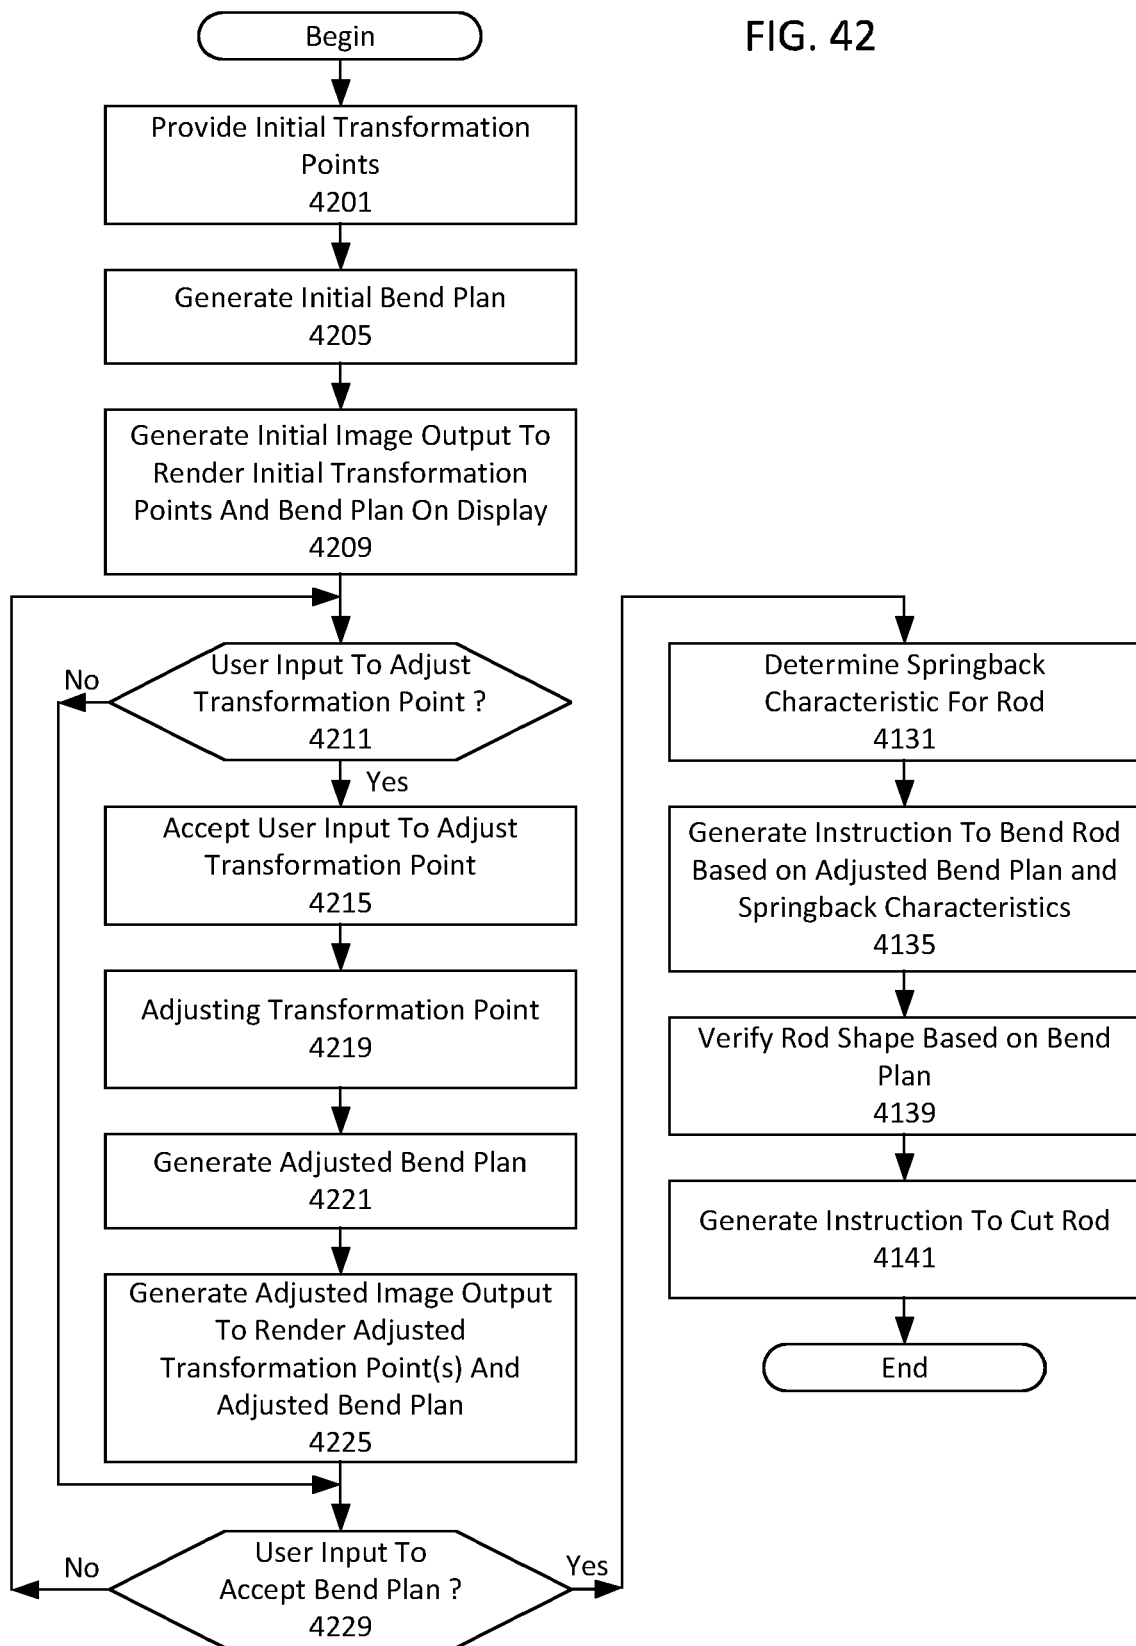 Begin
FIG. 42
Provide Initial Transformation
Points
4201
Generate Initial Bend Plan
4205
Generate Initial Image Output To
Render Initial Transformation
Points And Bend Plan On Display
4209
User Input To Adjust
Transformation Point ?
4211
No
Yes
Accept User Input To Adjust
Transformation Point
4215
Adjusting Transformation Point
4219
Generate Adjusted Bend Plan
4221
Generate Adjusted Image Output
To Render Adjusted
Transformation Point(s) And
Adjusted Bend Plan
4225
User Input To
Accept Bend Plan ?
4229
No
Yes
Determine Springback
Characteristic For Rod
4131
Generate Instruction To Bend Rod
Based on Adjusted Bend Plan and
Springback Characteristics
4135
Verify Rod Shape Based on Bend
Plan
4139
Generate Instruction To Cut Rod
4141
End